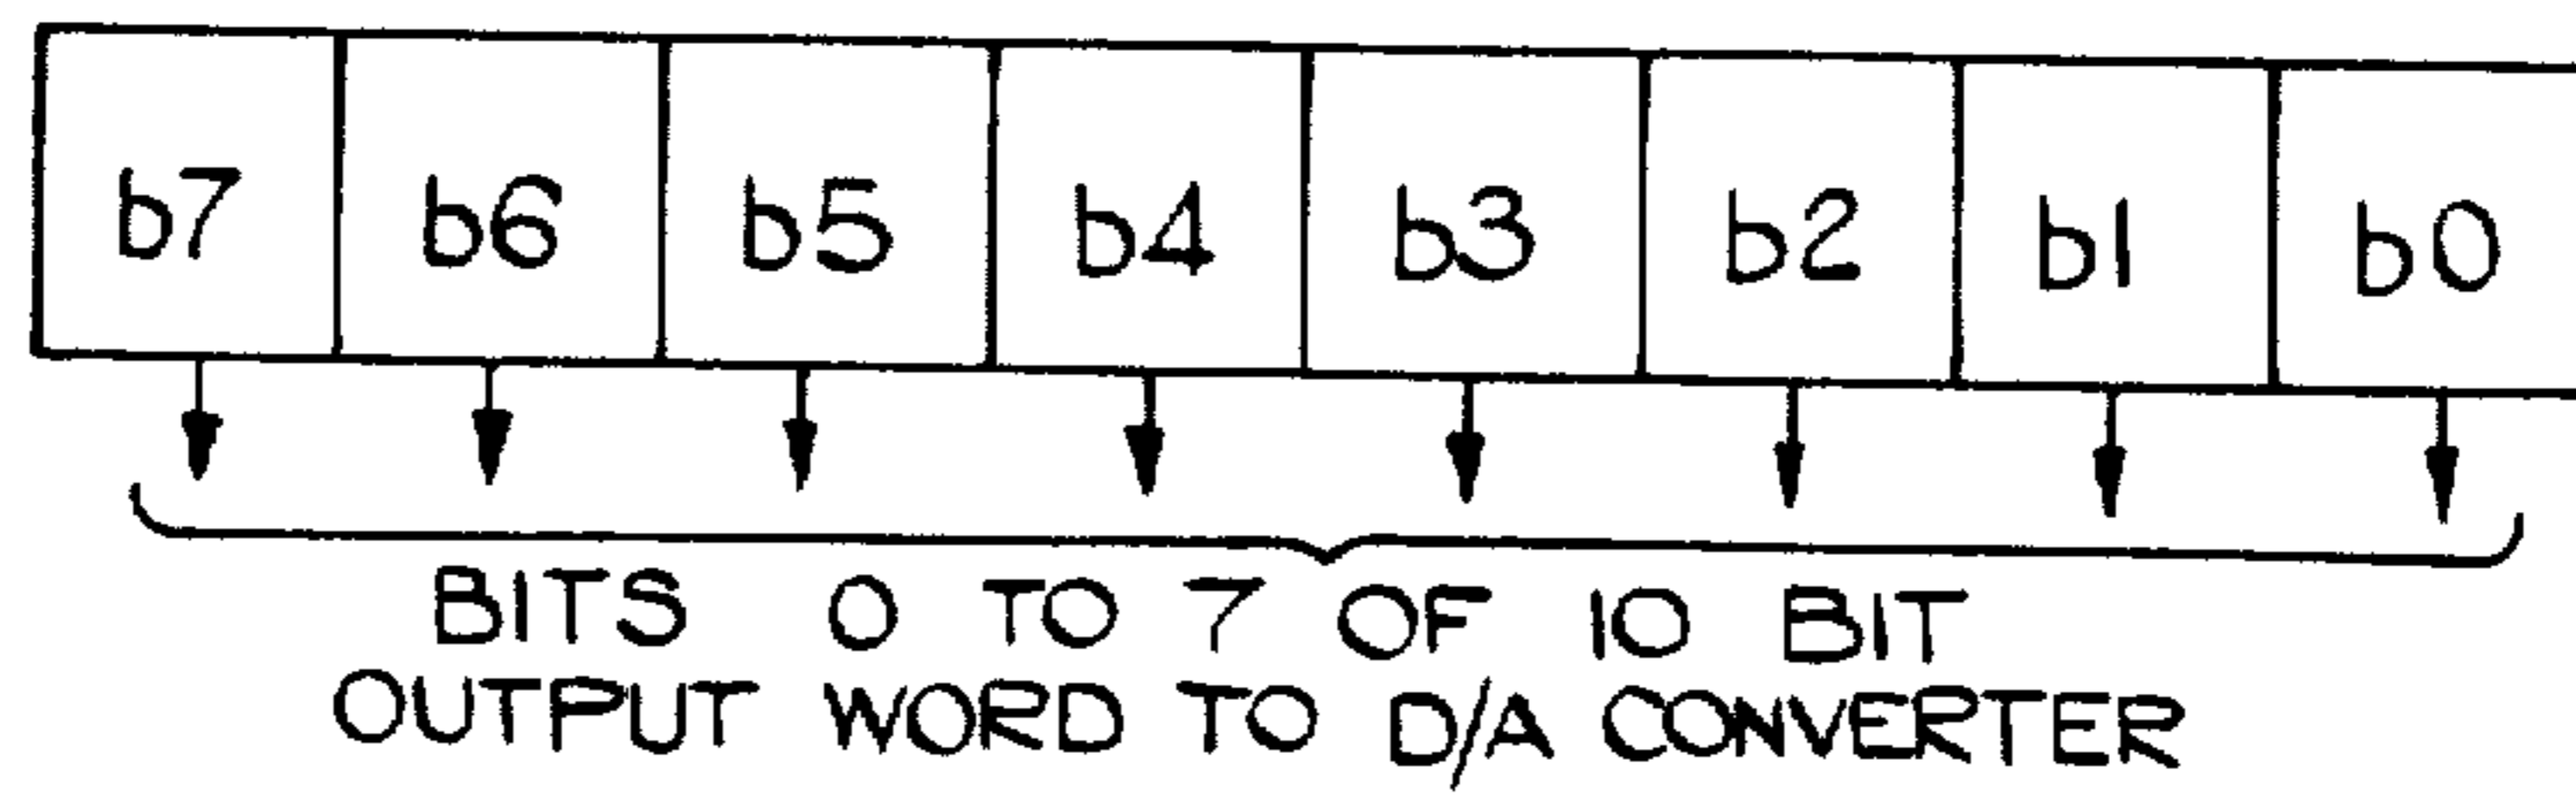 b7 b6 b5 b4 b3 b2 b1 b0
BITS 0 TO 7 OF 10 BIT
OUTPUT WORD TO D/A CONVERTER